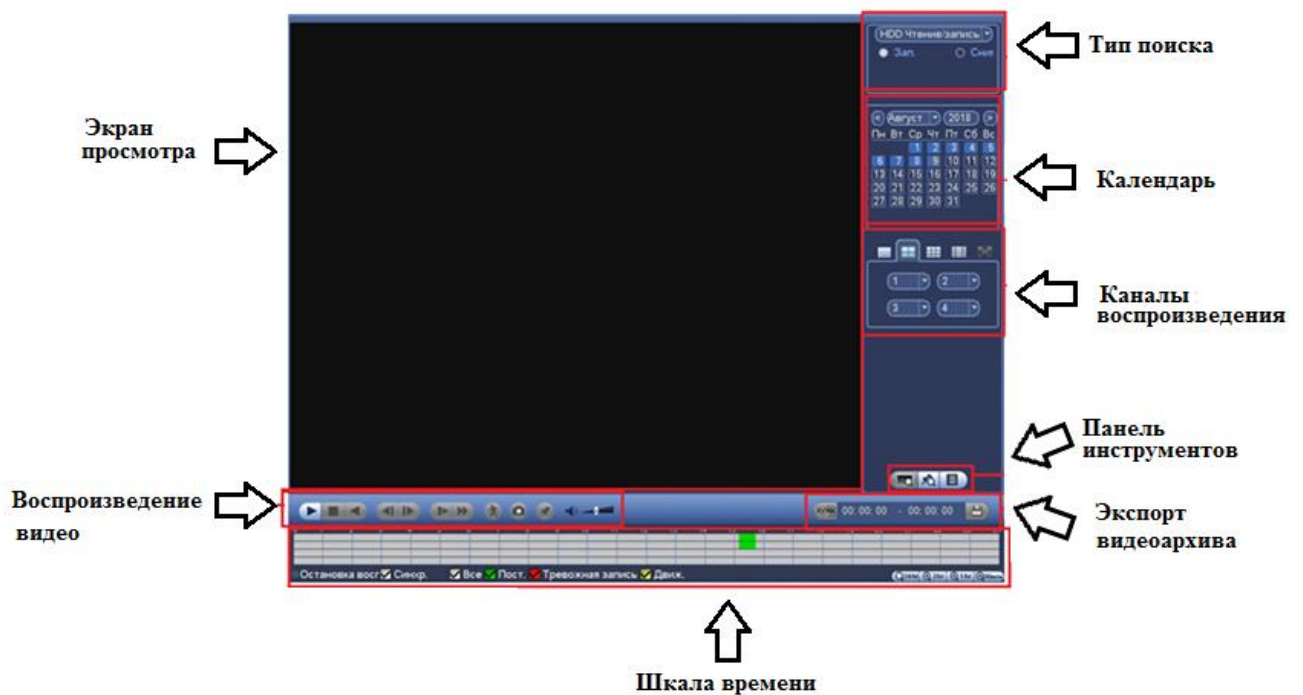 HDD Чтение/запись
Зап.
Тип поиска
Экран
просмотра
Август 2018
Пн Вт Ср Чт Пт Сб Вс
1 2 3 4 5
6 7 8 9 10 11 12
13 14 15 16 17 18 19
20 21 22 23 24 25 26
27 28 29 30 31
Календарь
1 2
3 4
Каналы
воспроизведения
Панель
инструментов
Воспроизведение
видео
00:00:00 - 00:00:00
Экспорт
видеоархива
Остановка восг Синхр. Все Пост. Тревожная запись Движ.
Шкала времени